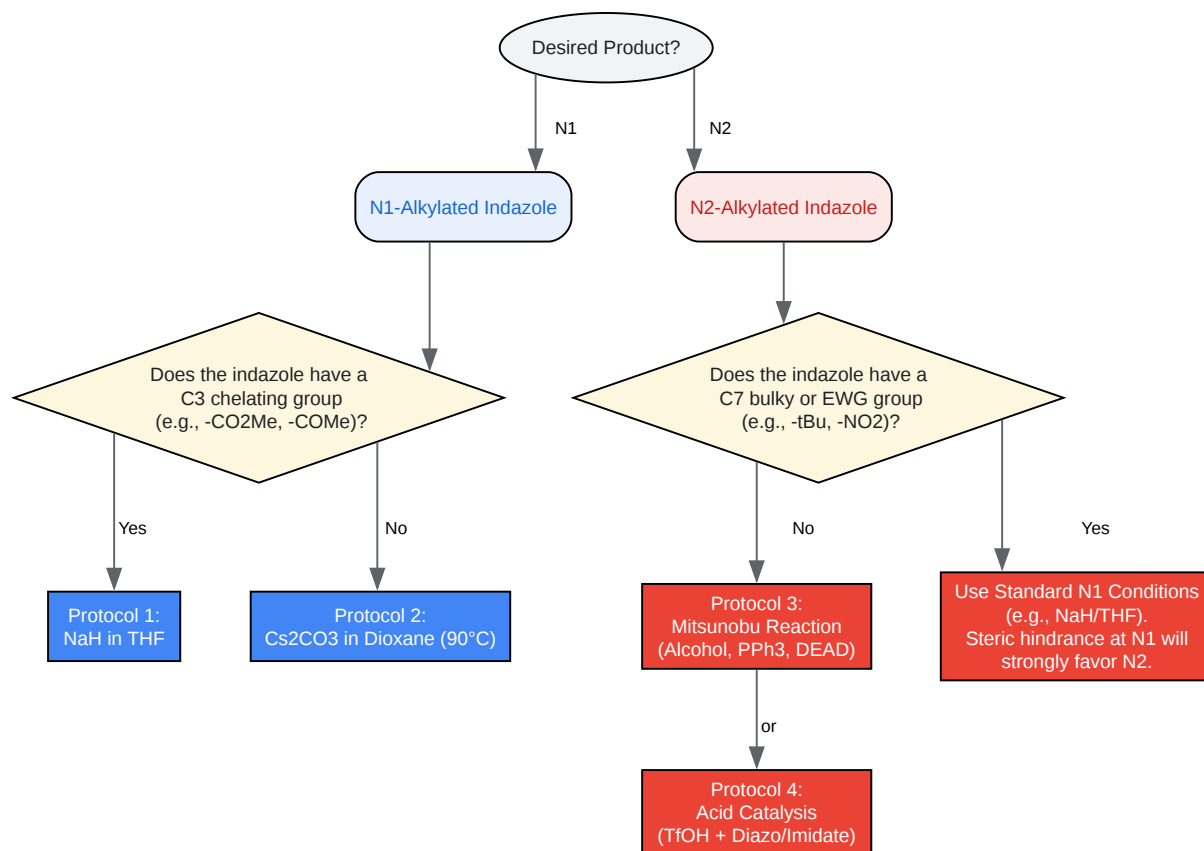 Desired Product?
N1
N2
N1-Alkylated Indazole
N2-Alkylated Indazole
Does the indazole have a
C3 chelating group
(e.g., -CO2Me, -COMe)?
Does the indazole have a
C7 bulky or EWG group
(e.g., -tBu, -NO2)?
Yes
No
No
Yes
Protocol 1:
NaH in THF
Protocol 2:
Cs2CO3 in Dioxane (90°C)
Protocol 3:
Mitsunobu Reaction
(Alcohol, PPh3, DEAD)
Use Standard N1 Conditions
(e.g., NaH/THF).
Steric hindrance at N1 will
strongly favor N2.
or
Protocol 4:
Acid Catalysis
(TfOH + Diazo/Imidate)